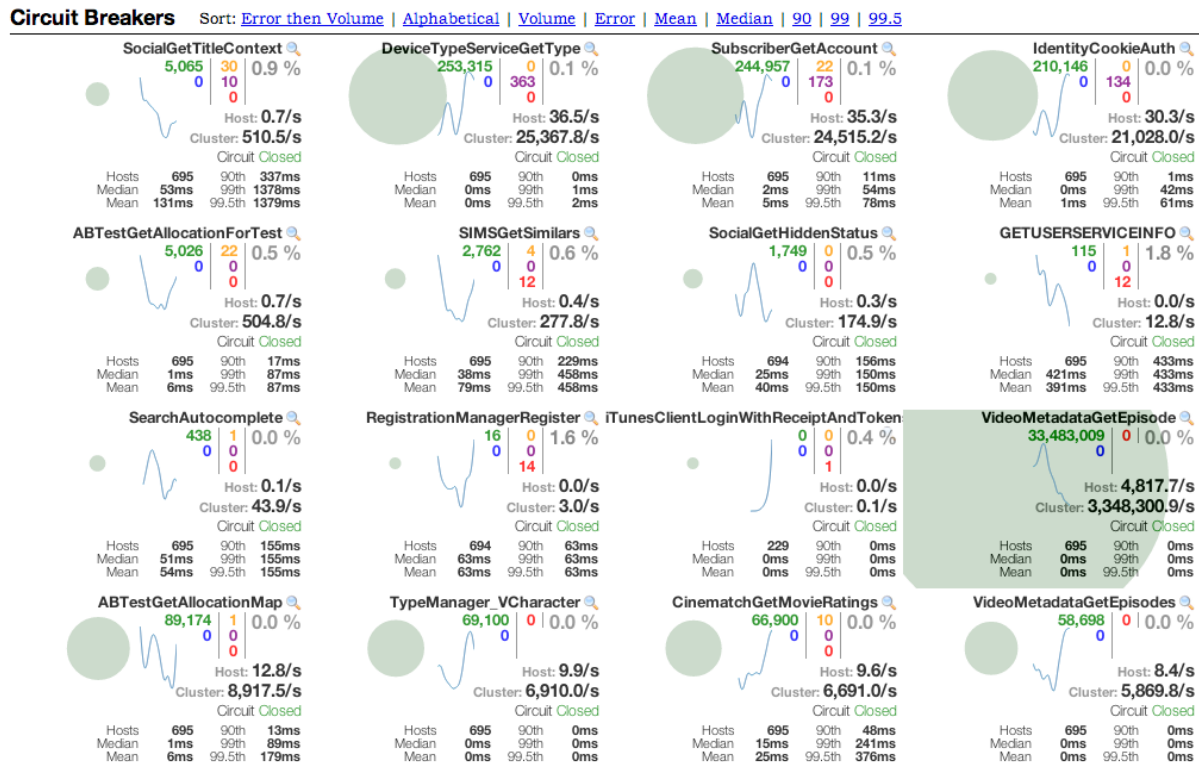 Circuit Breakers Sort: Error then Volume | Alphabetical | Volume | Error | Mean | Median | 90 | 99 | 99.5
SocialGetTitleContext
5,065 30 0.9 %
0 10
0
Host: 0.7/s
Cluster: 510.5/s
Circuit Closed
Hosts 695 90th 337ms
Median 53ms 99th 1378ms
Mean 131ms 99.5th 1379ms
DeviceTypeServiceGetType
253,315 0 0.1 %
0 363
0
Host: 36.5/s
Cluster: 25,367.8/s
Circuit Closed
Hosts 695 90th 0ms
Median 0ms 99th 1ms
Mean 0ms 99.5th 2ms
SubscriberGetAccount
244,957 22 0.1 %
0 173
0
Host: 35.3/s
Cluster: 24,515.2/s
Circuit Closed
Hosts 695 90th 11ms
Median 2ms 99th 54ms
Mean 5ms 99.5th 78ms
IdentityCookieAuth
210,146 0 0.0 %
0 134
0
Host: 30.3/s
Cluster: 21,028.0/s
Circuit Closed
Hosts 695 90th 1ms
Median 0ms 99th 42ms
Mean 1ms 99.5th 61ms
ABTestGetAllocationForTest
5,026 22 0.5 %
0 0
0
Host: 0.7/s
Cluster: 504.8/s
Circuit Closed
Hosts 695 90th 17ms
Median 1ms 99th 87ms
Mean 6ms 99.5th 87ms
SIMSGetSimilars
2,762 4 0.6 %
0 0
12
Host: 0.4/s
Cluster: 277.8/s
Circuit Closed
Hosts 695 90th 229ms
Median 38ms 99th 458ms
Mean 79ms 99.5th 458ms
SocialGetHiddenStatus
1,749 0 0.5 %
0 0
0
Host: 0.3/s
Cluster: 174.9/s
Circuit Closed
Hosts 694 90th 156ms
Median 25ms 99th 150ms
Mean 40ms 99.5th 150ms
GETUSERSERVICEINFO
115 1 1.8 %
0 0
12
Host: 0.0/s
Cluster: 12.8/s
Circuit Closed
Hosts 695 90th 433ms
Median 421ms 99th 433ms
Mean 391ms 99.5th 433ms
SearchAutocomplete
438 1 0.0 %
0 0
0
Host: 0.1/s
Cluster: 43.9/s
Circuit Closed
Hosts 695 90th 155ms
Median 51ms 99th 155ms
Mean 54ms 99.5th 155ms
RegistrationManagerRegister
16 0 1.6 %
0 0
14
Host: 0.0/s
Cluster: 3.0/s
Circuit Closed
Hosts 694 90th 63ms
Median 63ms 99th 63ms
Mean 63ms 99.5th 63ms
iTunesClientLoginWithReceiptAndToken
0 0 0.4 %
0 0
1
Host: 0.0/s
Cluster: 0.1/s
Circuit Closed
Hosts 229 90th 0ms
Median 0ms 99th 0ms
Mean 0ms 99.5th 0ms
VideoMetadataGetEpisode
33,483,009 0 0.0 %
0
Host: 4,817.7/s
Cluster: 3,348,300.9/s
Circuit Closed
Hosts 695 90th 0ms
Median 0ms 99th 0ms
Mean 0ms 99.5th 0ms
ABTestGetAllocationMap
89,174 1 0.0 %
0 0
0
Host: 12.8/s
Cluster: 8,917.5/s
Circuit Closed
Hosts 695 90th 13ms
Median 1ms 99th 89ms
Mean 6ms 99.5th 179ms
TypeManager_VCharacter
69,100 0 0.0 %
0
Host: 9.9/s
Cluster: 6,910.0/s
Circuit Closed
Hosts 695 90th 0ms
Median 0ms 99th 0ms
Mean 0ms 99.5th 0ms
CinematchGetMovieRatings
66,900 10 0.0 %
0 0
0
Host: 9.6/s
Cluster: 6,691.0/s
Circuit Closed
Hosts 695 90th 48ms
Median 15ms 99th 241ms
Mean 25ms 99.5th 376ms
VideoMetadataGetEpisodes
58,698 0 0.0 %
0
Host: 8.4/s
Cluster: 5,869.8/s
Circuit Closed
Hosts 695 90th 0ms
Median 0ms 99th 0ms
Mean 0ms 99.5th 0ms